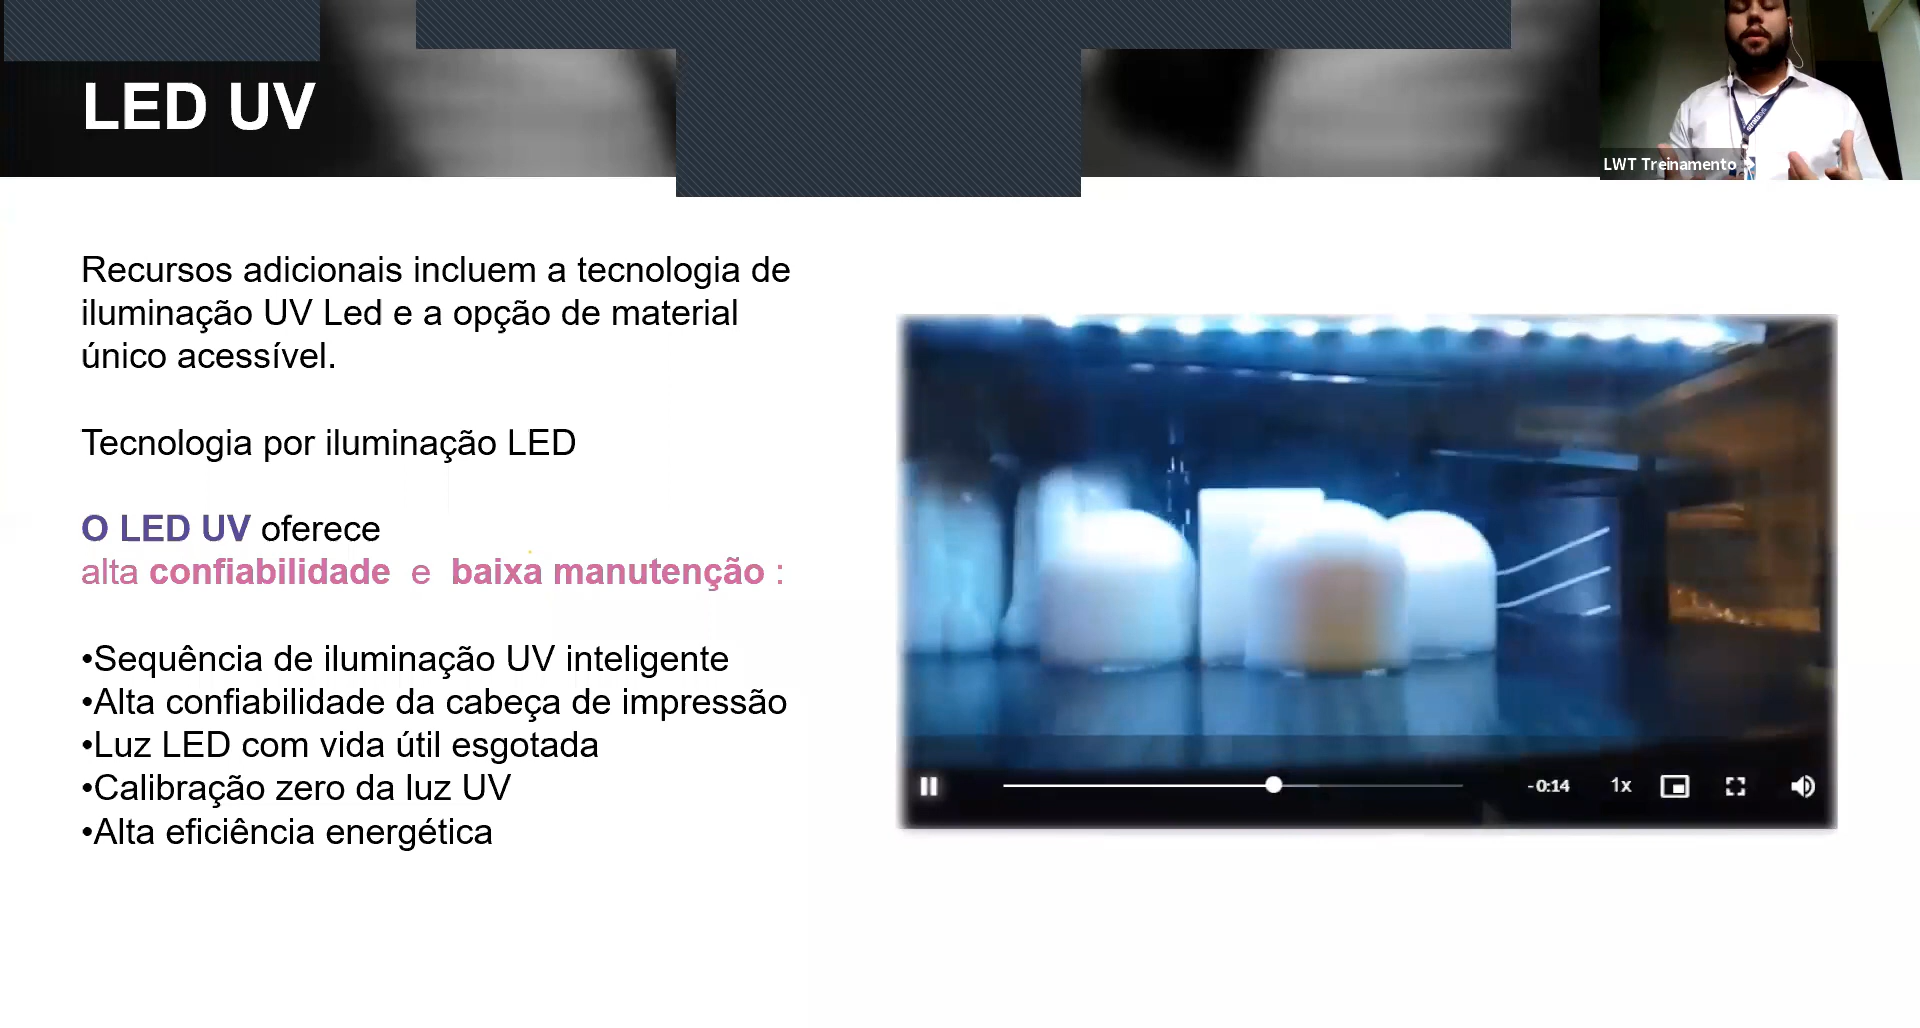 LED UV
LWT Treinamento
Recursos adicionais incluem a tecnologia de
iluminação UV Led e a opção de material
único acessível.
Tecnologia por iluminação LED
O LED UV oferece
alta confiabilidade e baixa manutenção :
•Sequência de iluminação UV inteligente
•Alta confiabilidade da cabeça de impressão
•Luz LED com vida útil esgotada
•Calibração zero da luz UV
•Alta eficiência energética
-0:14
1x